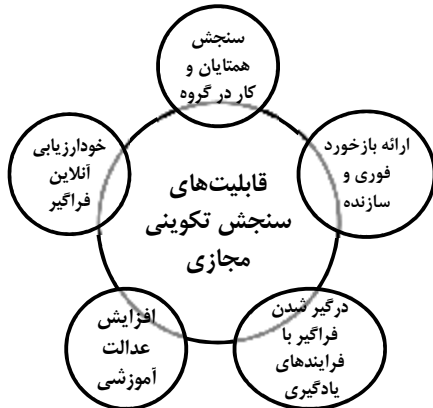 سنجش
همتایان و
کار در گروه
ارائه بازخورد
فوری و
سازنده
خودارزیابی
آنلاین
فراگیر
قابلیت‌های
سنجش تکوینی
مجازی
درگیر شدن
فراگیر با
فرایندهای
یادگیری
افزایش
عدالت
آموزشی